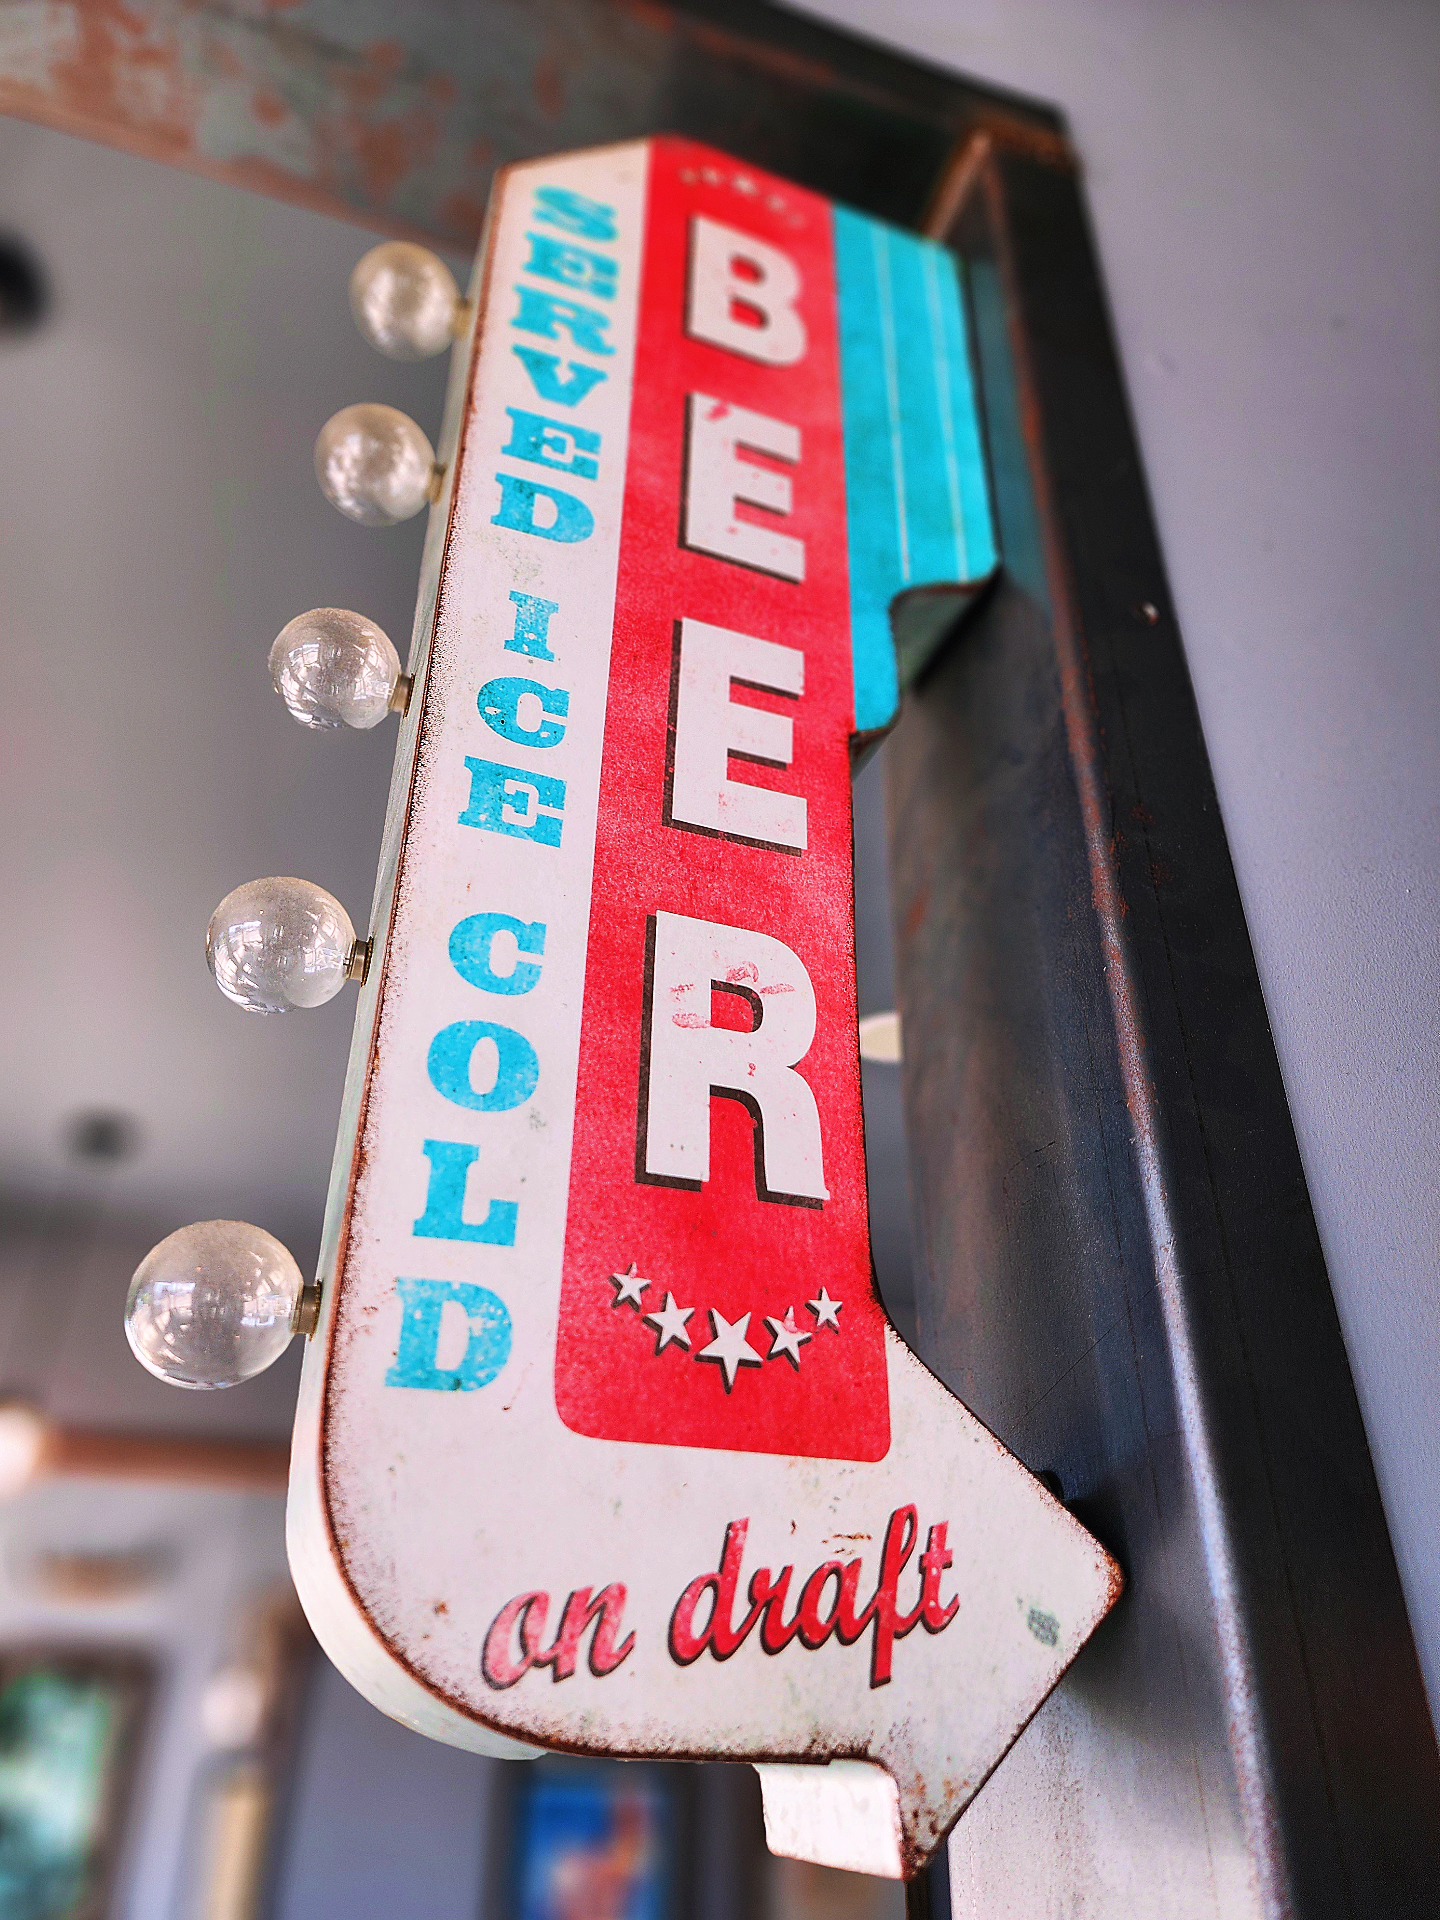 SERVED ICE COLD
BEER
on draft